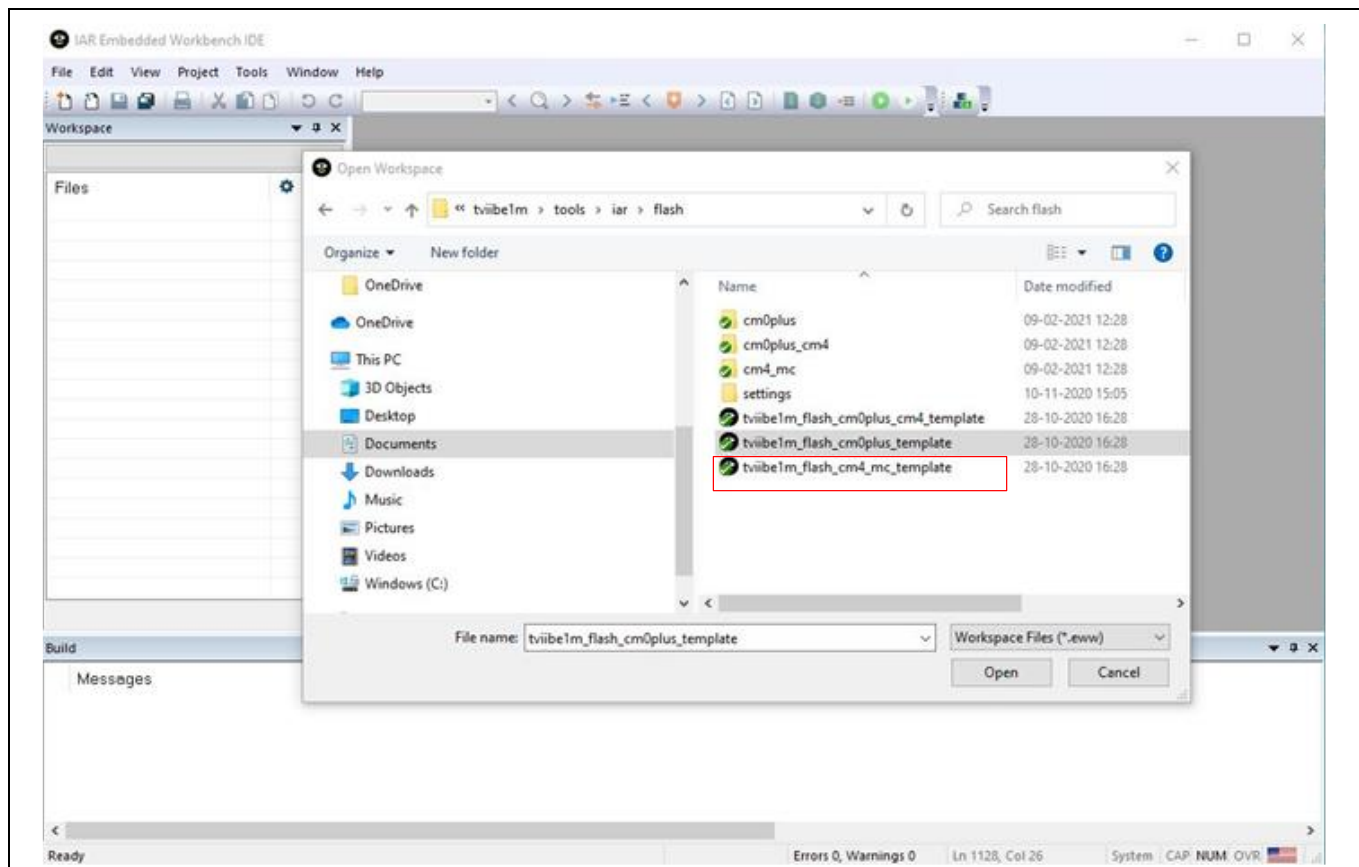 IAR Embedded Workbench IDE
File Edit View Project Tools Window Help
Workspace
Files
Open Workspace
« tviibe1m > tools > iar > flash
Search flash
Organize New folder
OneDrive
OneDrive
This PC
3D Objects
Desktop
Documents
Downloads
Music
Pictures
Videos
Windows (C:)
Name Date modified
cm0plus 09-02-2021 12:28
cm0plus_cm4 09-02-2021 12:28
cm4_mc 09-02-2021 12:28
settings 10-11-2020 15:05
tviibe1m_flash_cm0plus_cm4_template 28-10-2020 16:28
tviibe1m_flash_cm0plus_template 28-10-2020 16:28
tviibe1m_flash_cm4_mc_template 28-10-2020 16:28
File name: tviibe1m_flash_cm0plus_template Workspace Files (*.eww)
Open Cancel
Build
Messages
Ready Errors 0, Warnings 0 Ln 1128, Col 26 System CAP NUM OVR